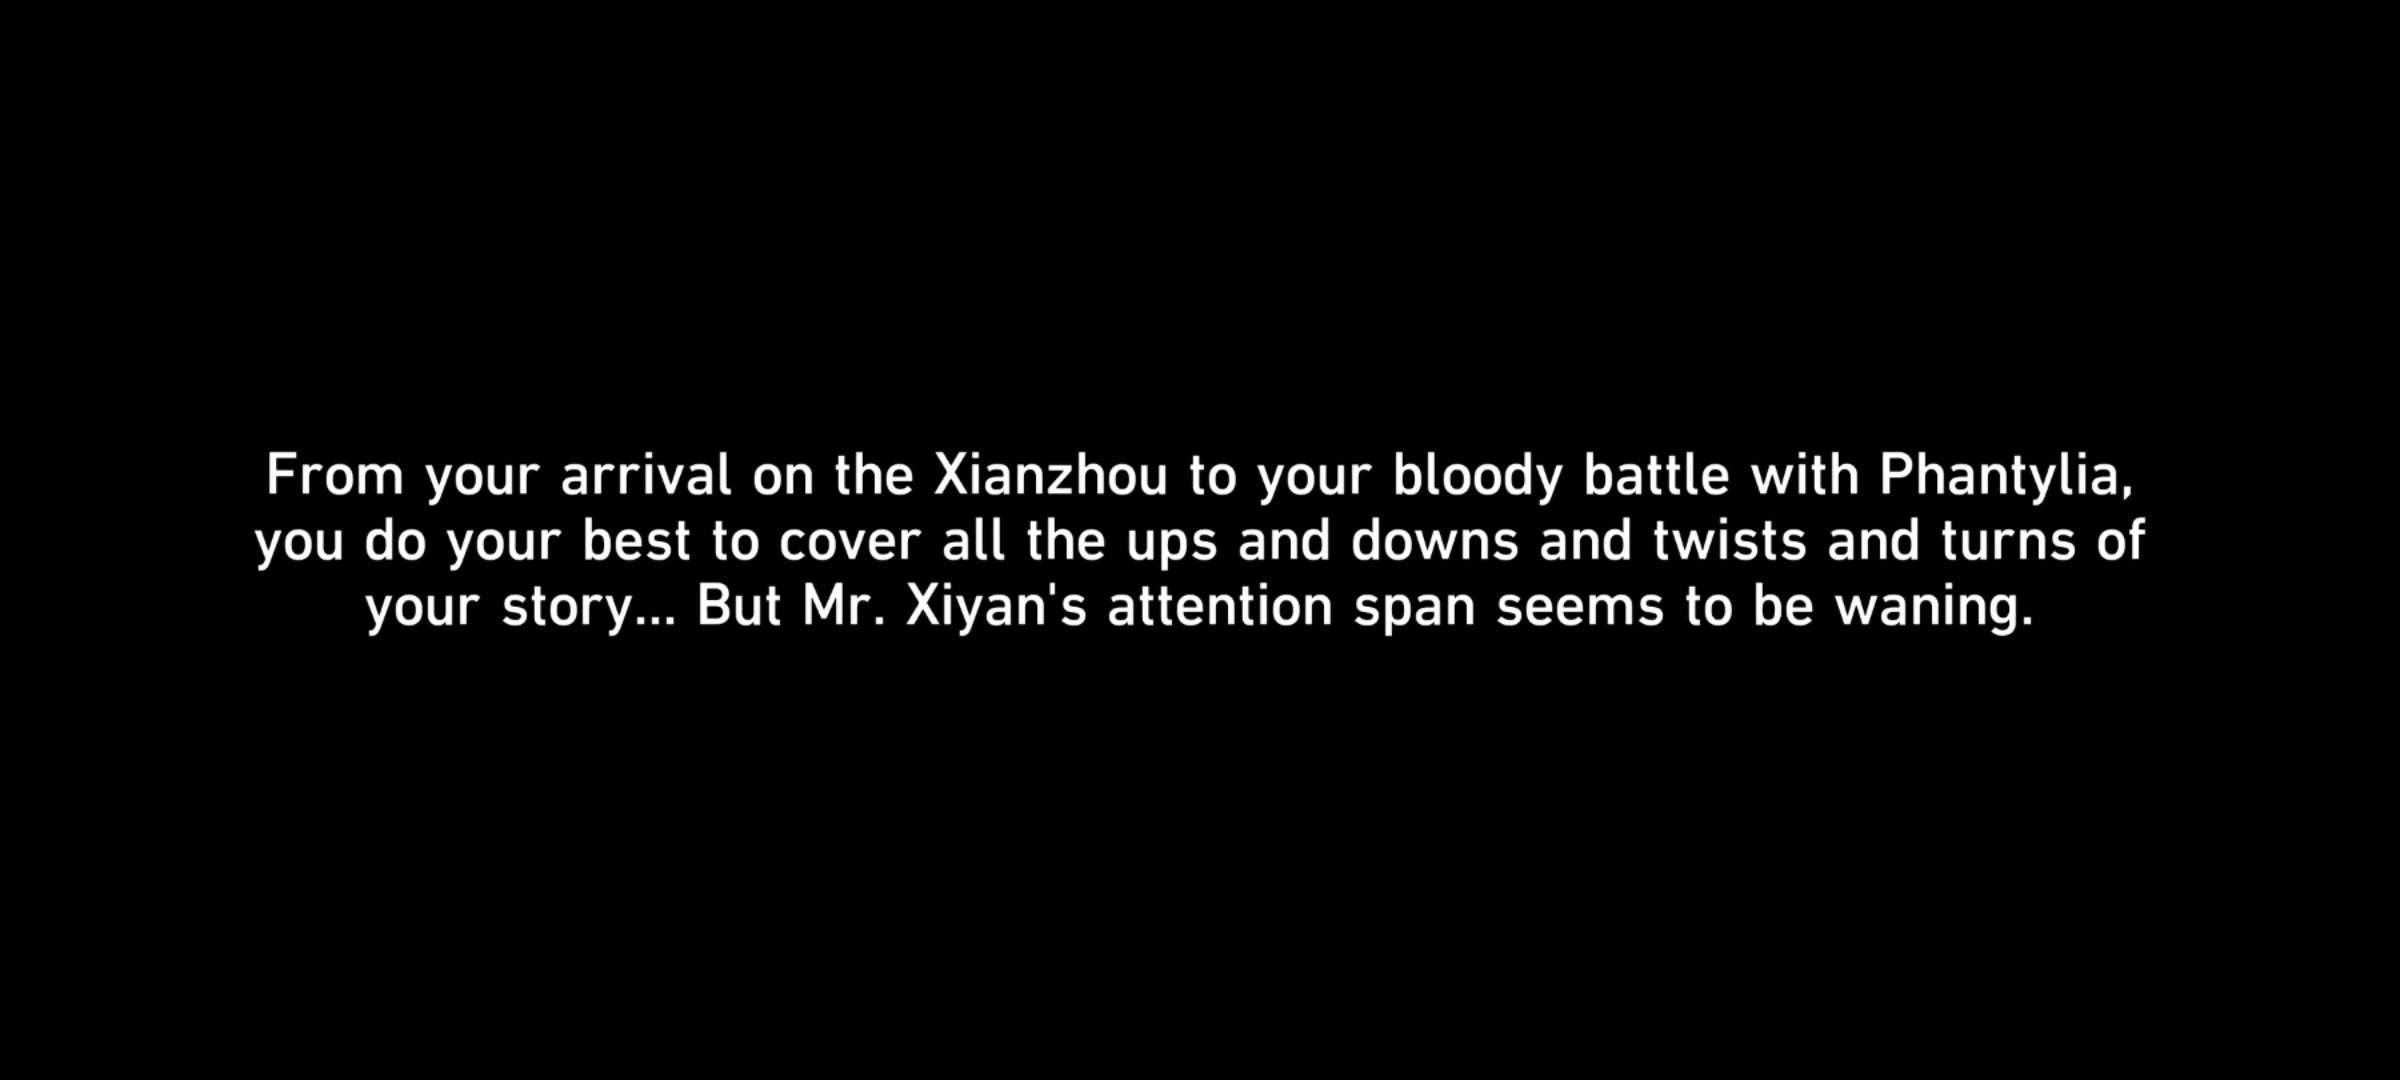 From your arrival on the Xianzhou to your bloody battle with Phantylia,
you do your best to cover all the ups and downs and twists and turns of
your story... But Mr. Xiyan's attention span seems to be waning.